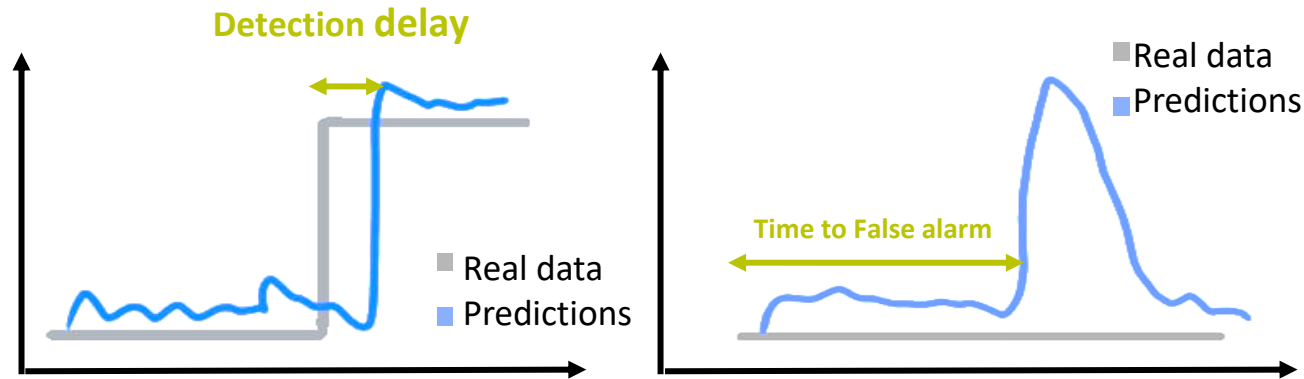 Detection delay
Real data
Predictions
Real data
Predictions
Time to False alarm